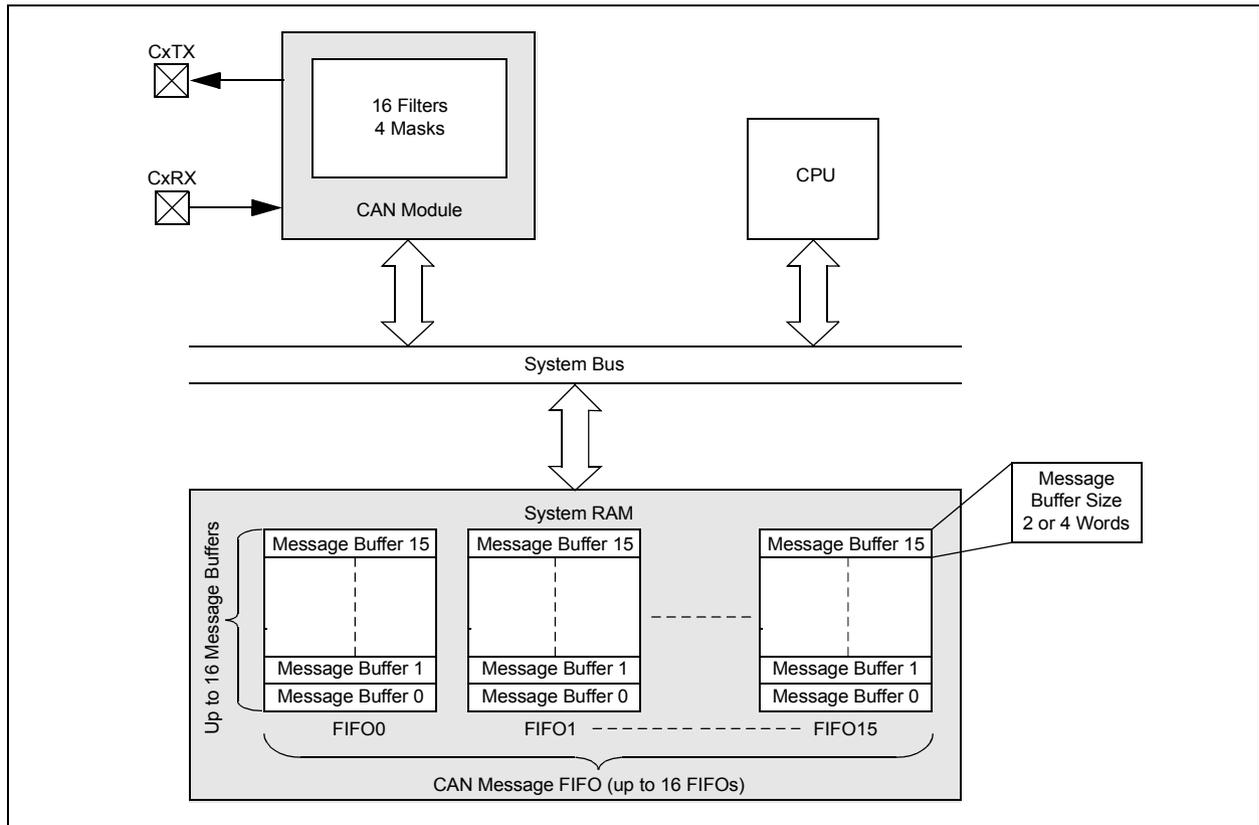 CxTX
16 Filters
4 Masks
CxRX
CAN Module
CPU
System Bus
System RAM
Message
Buffer Size
2 or 4 Words
Up to 16 Message Buffers
Message Buffer 15
Message Buffer 15
Message Buffer 15
Message Buffer 1
Message Buffer 1
Message Buffer 1
Message Buffer 0
Message Buffer 0
Message Buffer 0
FIFO0
FIFO1
FIFO15
CAN Message FIFO (up to 16 FIFOs)